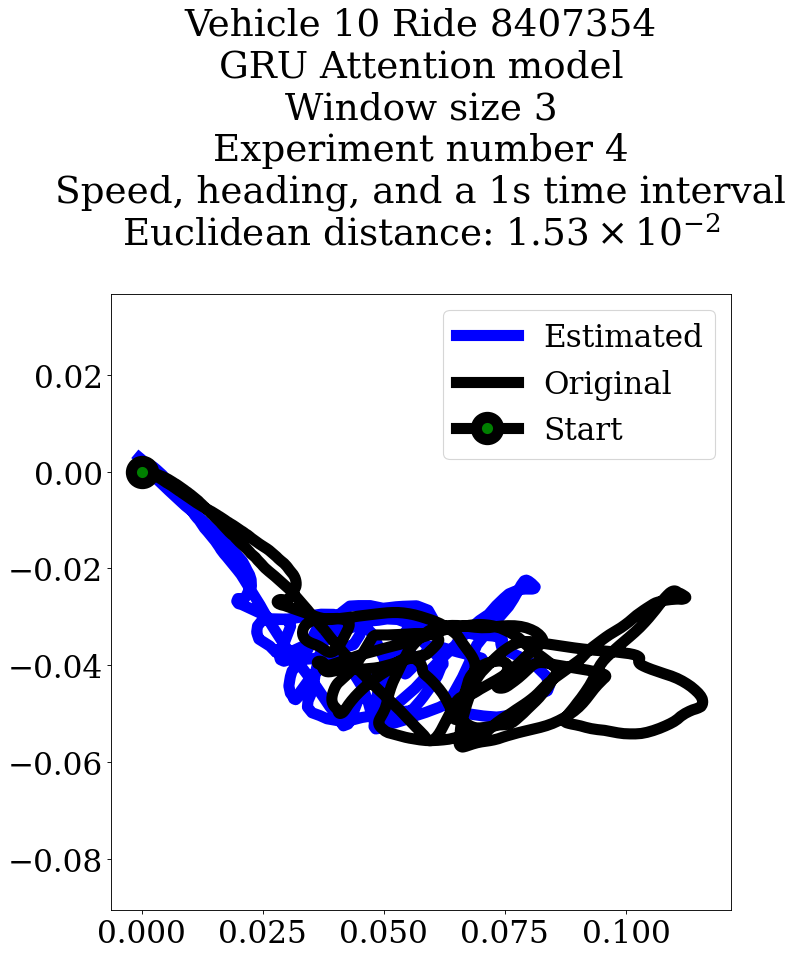 Vehicle 10 Ride 8407354
GRU Attention model
Window size 3
Experiment number 4
Speed, heading, and a 1s time interval
Euclidean distance: 1.53 × 10⁻²
Estimated
Original
Start
0.02
0.00
−0.02
−0.04
−0.06
−0.08
0.000 0.025 0.050 0.075 0.100